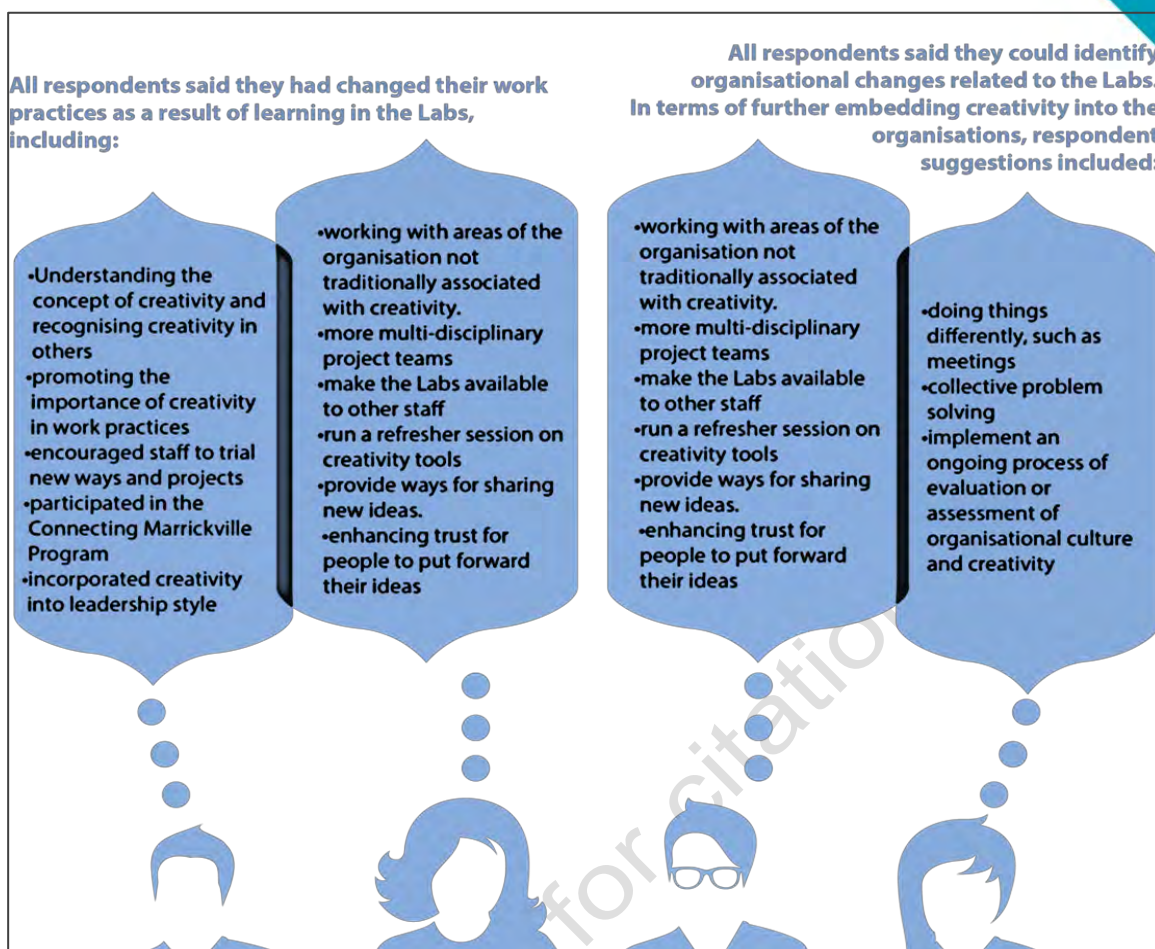 All respondents said they had changed their work
practices as a result of learning in the Labs,
including:
•Understanding the
concept of creativity and
recognising creativity in
others
•promoting the
importance of creativity
in work practices
•encouraged staff to trial
new ways and projects
•participated in the
Connecting Marrickville
Program
•incorporated creativity
into leadership style
•working with areas of the
organisation not
traditionally associated
with creativity.
•more multi-disciplinary
project teams
•make the Labs available
to other staff
•run a refresher session on
creativity tools
•provide ways for sharing
new ideas.
•enhancing trust for
people to put forward
their ideas
All respondents said they could identify
organisational changes related to the Labs.
In terms of further embedding creativity into the
organisations, respondent
suggestions included:
•working with areas of the
organisation not
traditionally associated
with creativity.
•more multi-disciplinary
project teams
•make the Labs available
to other staff
•run a refresher session on
creativity tools
•provide ways for sharing
new ideas.
•enhancing trust for
people to put forward
their ideas
•doing things
differently, such as
meetings
•collective problem
solving
•implement an
ongoing process of
evaluation or
assessment of
organisational culture
and creativity
for citation